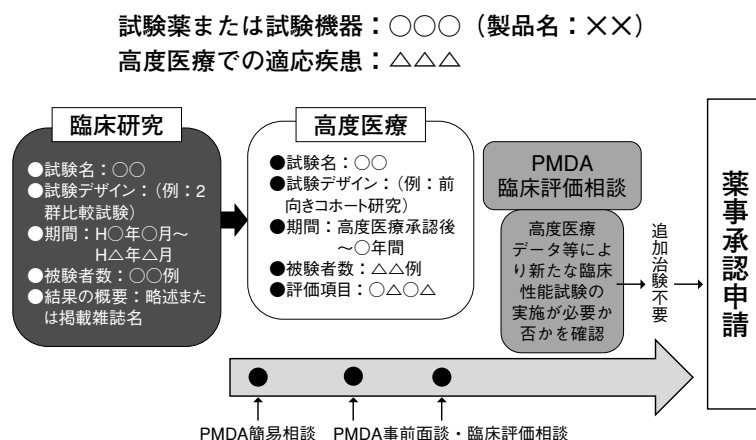 試験薬または試験機器：○○○（製品名：××）
高度医療での適応疾患：△△△
臨床研究
●試験名：○○
●試験デザイン：（例：2
群比較試験）
●期間：H○年○月～
H△年△月
●被験者数：○○例
●結果の概要：略述また
は掲載雑誌名
高度医療
●試験名：○○
●試験デザイン：（例：前
向きコホート研究）
●期間：高度医療承認後
～○年間
●被験者数：△△例
●評価項目：○△○△
PMDA
臨床評価相談
高度医療
データ等によ
り新たな臨床
性能試験の
実施が必要か
否かを確認
追加治験不要
薬事承認申請
PMDA簡易相談
PMDA事前面談・臨床評価相談